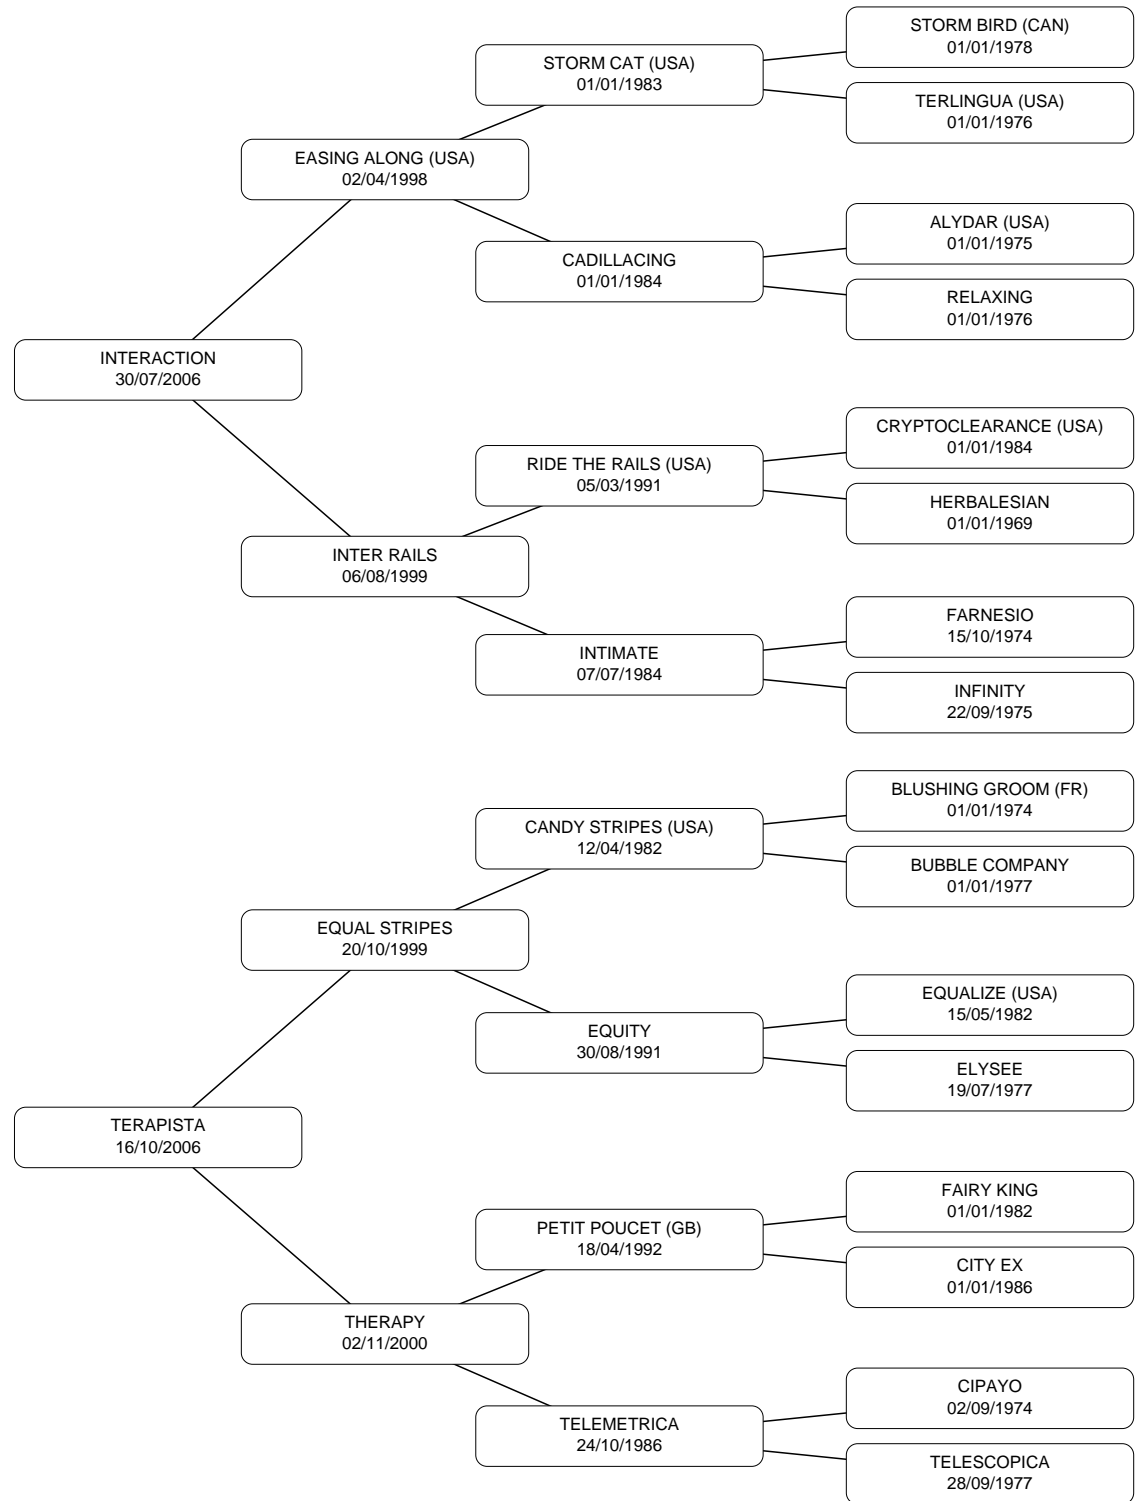 STORM BIRD (CAN)
01/01/1978
STORM CAT (USA)
01/01/1983
TERLINGUA (USA)
01/01/1976
EASING ALONG (USA)
02/04/1998
ALYDAR (USA)
01/01/1975
CADILLACING
01/01/1984
RELAXING
01/01/1976
INTERACTION
30/07/2006
CRYPTOCLEARANCE (USA)
01/01/1984
RIDE THE RAILS (USA)
05/03/1991
HERBALESIAN
01/01/1969
INTER RAILS
06/08/1999
FARNESIO
15/10/1974
INTIMATE
07/07/1984
INFINITY
22/09/1975
BLUSHING GROOM (FR)
01/01/1974
CANDY STRIPES (USA)
12/04/1982
BUBBLE COMPANY
01/01/1977
EQUAL STRIPES
20/10/1999
EQUALIZE (USA)
15/05/1982
EQUITY
30/08/1991
ELYSEE
19/07/1977
TERAPISTA
16/10/2006
FAIRY KING
01/01/1982
PETIT POUCET (GB)
18/04/1992
CITY EX
01/01/1986
THERAPY
02/11/2000
CIPAYO
02/09/1974
TELEMETRICA
24/10/1986
TELESCOPICA
28/09/1977